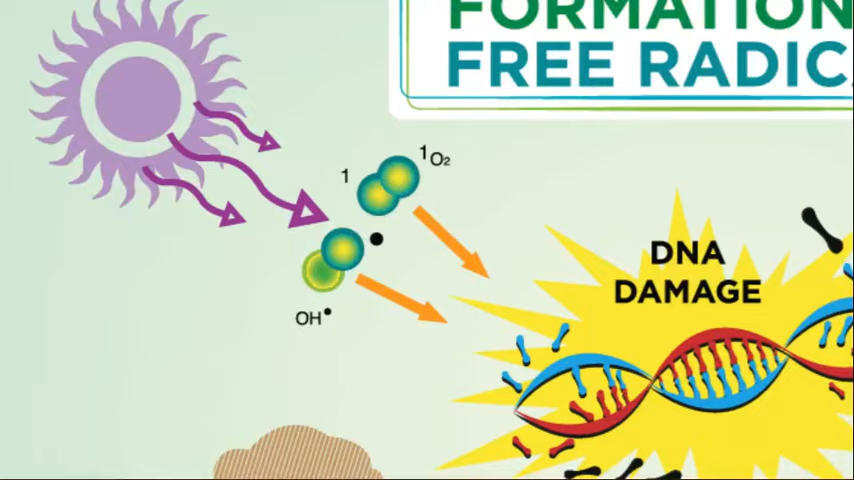 FORMATION
FREE RADIC
1
¹O₂
OH•
DNA
DAMAGE